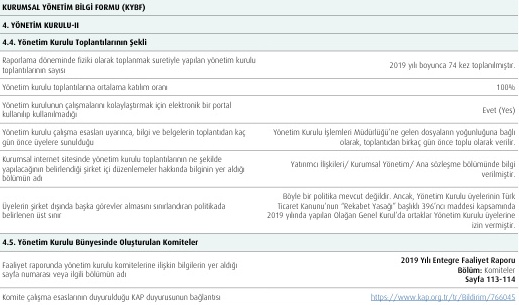 KURUMSAL YÖNETİM BİLGİ FORMU (KYBF)
4. YÖNETİM KURULU-II
4.4. Yönetim Kurulu Toplantılarının Şekli
Raporlama döneminde fiziki olarak toplanmak suretiyle yapılan yönetim kurulu
toplantılarının sayısı
2019 yılı boyunca 74 kez toplanılmıştır.
Yönetim kurulu toplantılarına ortalama katılım oranı
100%
Yönetim kurulunun çalışmalarını kolaylaştırmak için elektronik bir portal
kullanılıp kullanılmadığı
Evet (Yes)
Yönetim kurulu çalışma esasları uyarınca, bilgi ve belgelerin toplantıdan kaç
gün önce üyelere sunulduğu
Yönetim Kurulu İşlemleri Müdürlüğü'ne gelen dosyaların yoğunluğuna bağlı
olarak, toplantıdan birkaç gün önce toplu olarak verilir.
Kurumsal internet sitesinde yönetim kurulu toplantılarının ne şekilde
yapılacağının belirlendiği şirket içi düzenlemeler hakkında bilginin yer aldığı
bölümün adı
Yatırımcı İlişkileri/ Kurumsal Yönetim/ Ana sözleşme bölümünde bilgi
verilmiştir.
Üyelerin şirket dışında başka görevler almasını sınırlandıran politikada
belirlenen üst sınır
Böyle bir politika mevcut değildir. Ancak, Yönetim Kurulu üyelerinin Türk
Ticaret Kanunu'nun "Rekabet Yasağı" başlıklı 396'ncı maddesi kapsamında
2019 yılında yapılan Olağan Genel Kurul'da ortaklar Yönetim Kurulu üyelerine
izin vermiştir.
4.5. Yönetim Kurulu Bünyesinde Oluşturulan Komiteler
Faaliyet raporunda yönetim kurulu komitelerine ilişkin bilgilerin yer aldığı
sayfa numarası veya ilgili bölümün adı
2019 Yılı Entegre Faaliyet Raporu
Bölüm: Komiteler
Sayfa 113-114
Komite çalışma esaslarının duyurulduğu KAP duyurusunun bağlantısı
https://www.kap.org.tr/tr/Bildirim/766045